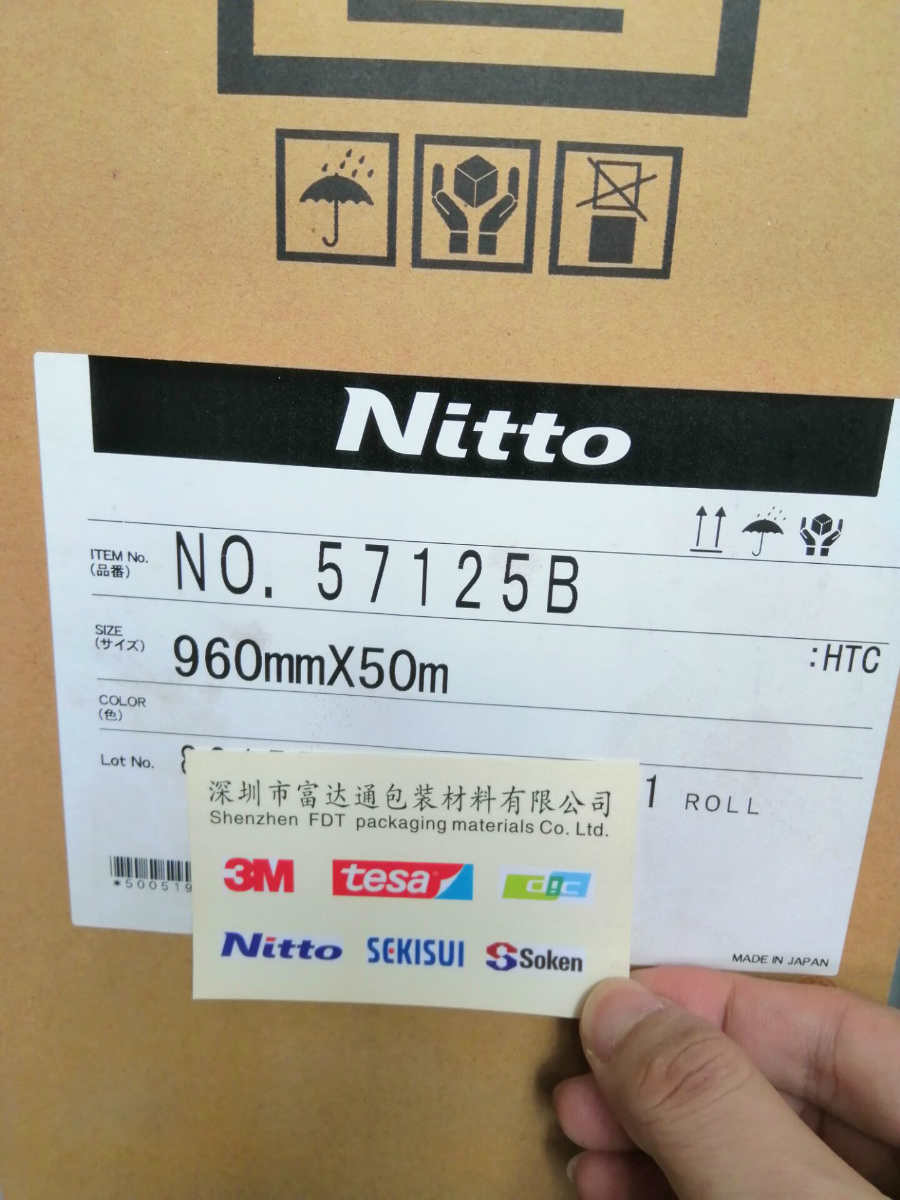 Nitto
ITEM No. NO. 57125B
(品番)
SIZE 960mmX50m :HTC
(サイズ)
COLOR
(色)
Lot No. 1 ROLL
*500519
MADE IN JAPAN
深圳市富达通包装材料有限公司
Shenzhen FDT packaging materials Co. Ltd.
3M tesa dic
Nitto SEKISUI Soken